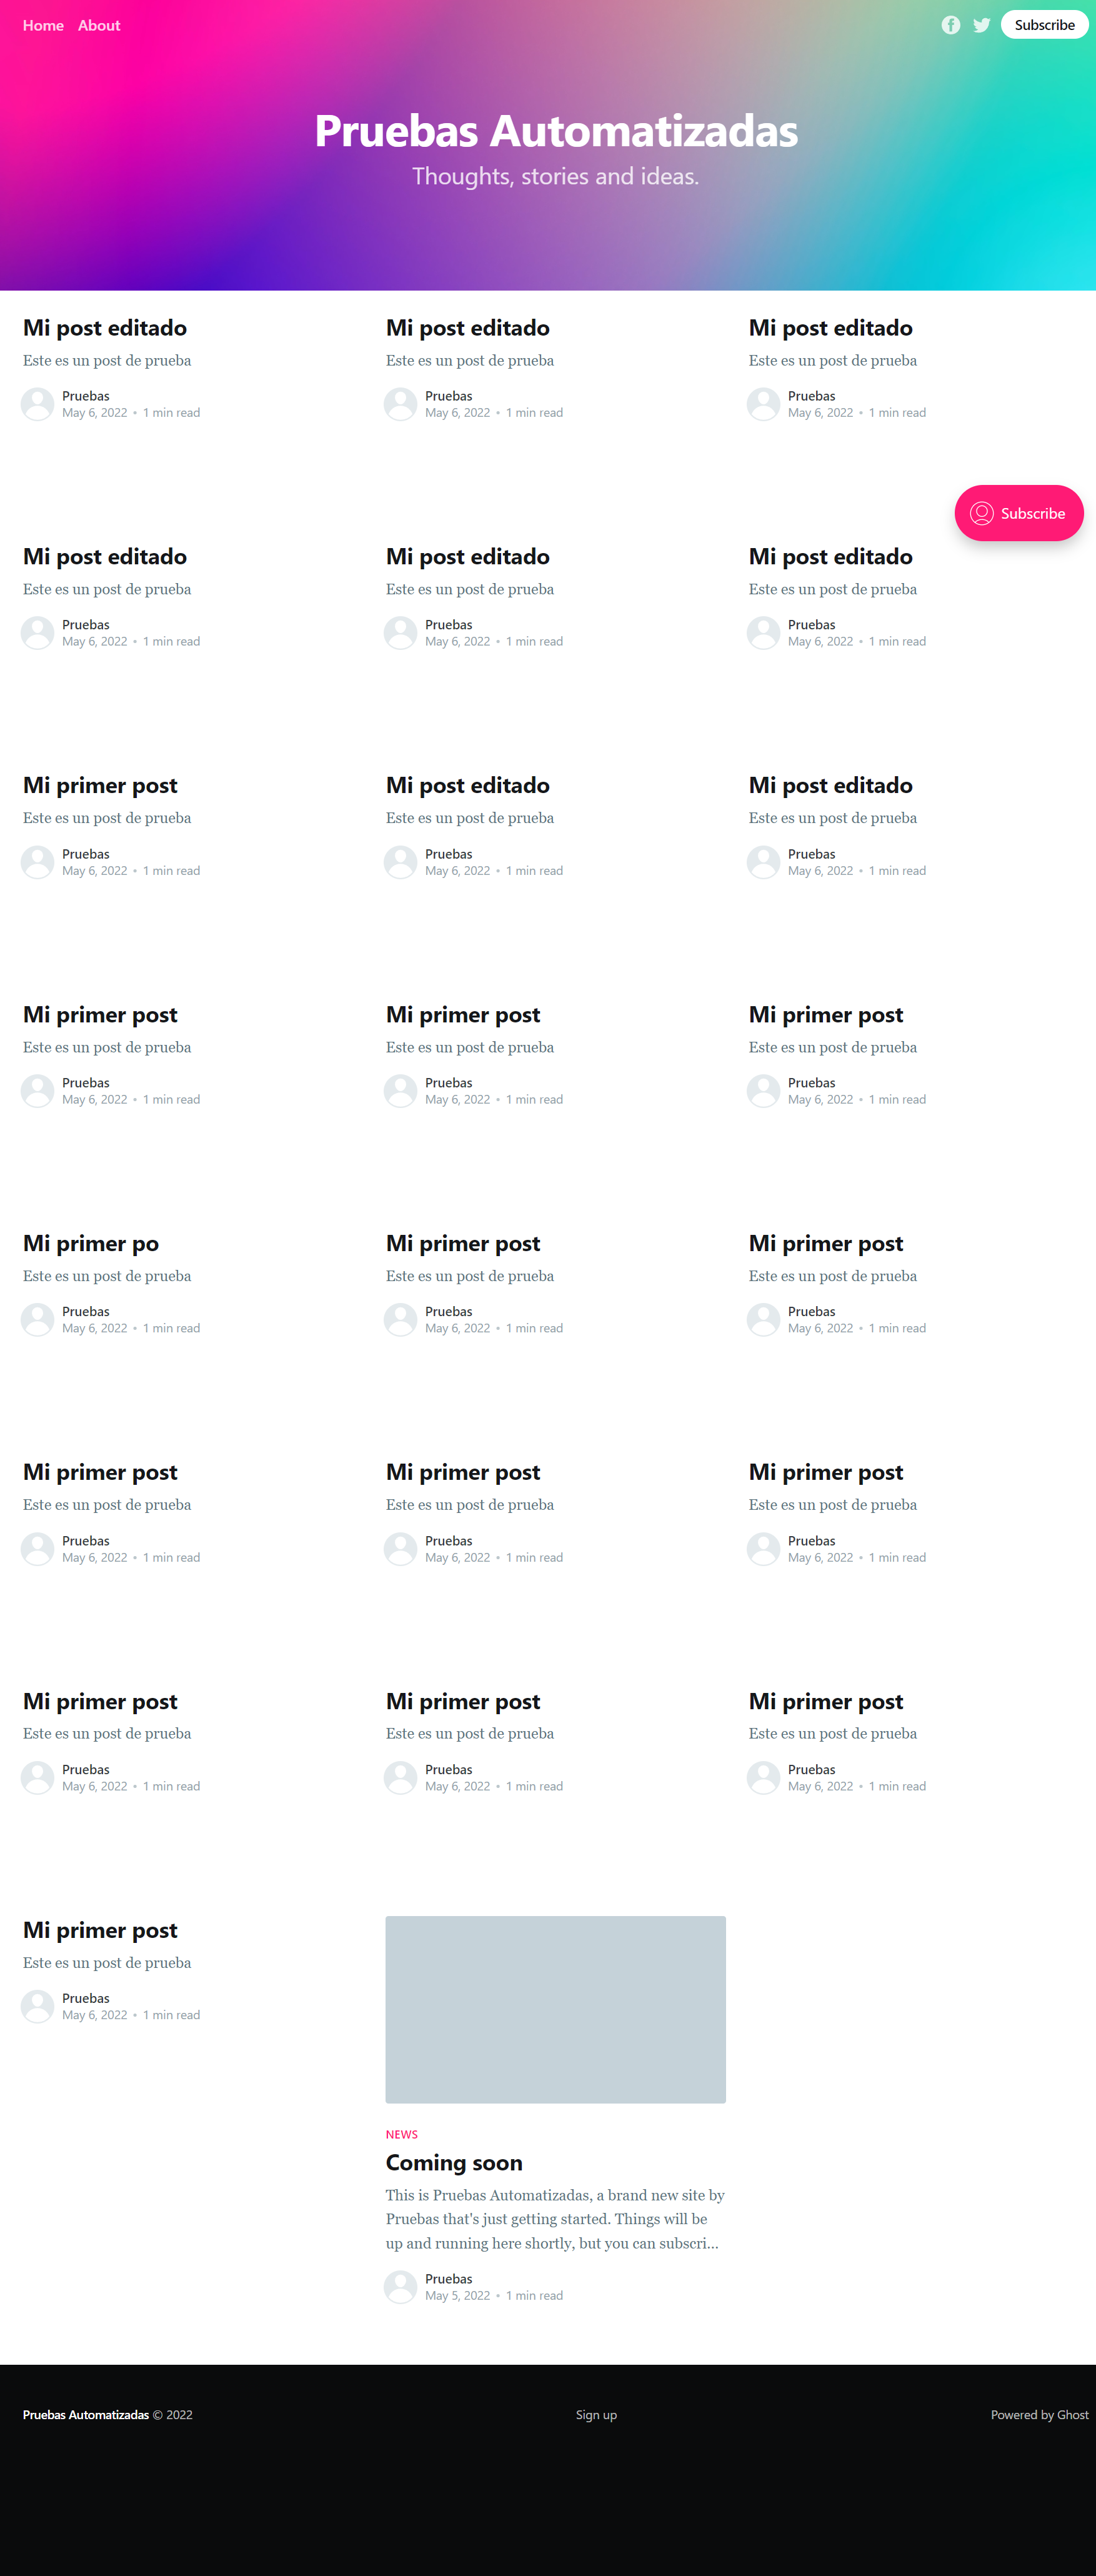 Home About Subscribe
Pruebas Automatizadas
Thoughts, stories and ideas.
Mi post editado
Este es un post de prueba
Pruebas
May 6, 2022 • 1 min read
Mi post editado
Este es un post de prueba
Pruebas
May 6, 2022 • 1 min read
Mi post editado
Este es un post de prueba
Pruebas
May 6, 2022 • 1 min read
Subscribe
Mi post editado
Este es un post de prueba
Pruebas
May 6, 2022 • 1 min read
Mi post editado
Este es un post de prueba
Pruebas
May 6, 2022 • 1 min read
Mi post editado
Este es un post de prueba
Pruebas
May 6, 2022 • 1 min read
Mi primer post
Este es un post de prueba
Pruebas
May 6, 2022 • 1 min read
Mi post editado
Este es un post de prueba
Pruebas
May 6, 2022 • 1 min read
Mi post editado
Este es un post de prueba
Pruebas
May 6, 2022 • 1 min read
Mi primer post
Este es un post de prueba
Pruebas
May 6, 2022 • 1 min read
Mi primer post
Este es un post de prueba
Pruebas
May 6, 2022 • 1 min read
Mi primer post
Este es un post de prueba
Pruebas
May 6, 2022 • 1 min read
Mi primer po
Este es un post de prueba
Pruebas
May 6, 2022 • 1 min read
Mi primer post
Este es un post de prueba
Pruebas
May 6, 2022 • 1 min read
Mi primer post
Este es un post de prueba
Pruebas
May 6, 2022 • 1 min read
Mi primer post
Este es un post de prueba
Pruebas
May 6, 2022 • 1 min read
Mi primer post
Este es un post de prueba
Pruebas
May 6, 2022 • 1 min read
Mi primer post
Este es un post de prueba
Pruebas
May 6, 2022 • 1 min read
Mi primer post
Este es un post de prueba
Pruebas
May 6, 2022 • 1 min read
Mi primer post
Este es un post de prueba
Pruebas
May 6, 2022 • 1 min read
Mi primer post
Este es un post de prueba
Pruebas
May 6, 2022 • 1 min read
Mi primer post
Este es un post de prueba
Pruebas
May 6, 2022 • 1 min read
NEWS
Coming soon
This is Pruebas Automatizadas, a brand new site by
Pruebas that's just getting started. Things will be
up and running here shortly, but you can subscri...
Pruebas
May 5, 2022 • 1 min read
Pruebas Automatizadas © 2022 Sign up Powered by Ghost